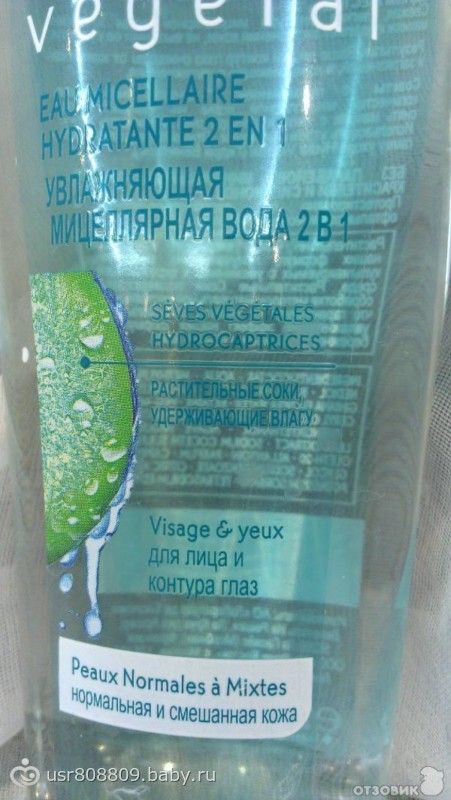 végétal
EAU MICELLAIRE
HYDRATANTE 2 EN 1
УВЛАЖНЯЮЩАЯ
МИЦЕЛЛЯРНАЯ ВОДА 2 В 1
SÈVES VÉGÉTALES
HYDROCAPTRICES
РАСТИТЕЛЬНЫЕ СОКИ,
УДЕРЖИВАЮЩИЕ ВЛАГУ
Visage & yeux
для лица и
контура глаз
Peaux Normales à Mixtes
нормальная и смешанная кожа
usr808809.baby.ru
ОТЗОВИК